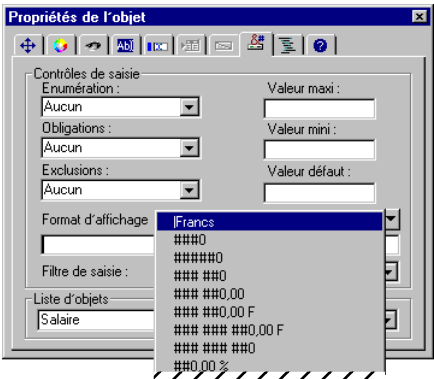 Propriétés de l'objet
Contrôles de saisie
Enumération :
Valeur maxi :
Aucun
Obligations :
Valeur mini :
Aucun
Exclusions :
Valeur défaut :
Aucun
Format d'affichage
|Francs
###0
#####0
Filtre de saisie :
### ##0
### ##0,00
Liste d'objets
### ##0,00 F
Salaire
### ### ##0,00 F
### ### ##0
##0,00 %